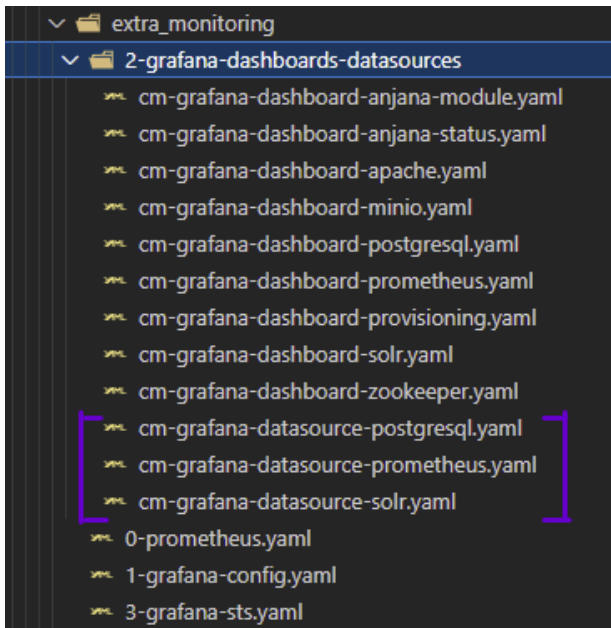 extra_monitoring
2-grafana-dashboards-datasources
cm-grafana-dashboard-anjana-module.yaml
cm-grafana-dashboard-anjana-status.yaml
cm-grafana-dashboard-apache.yaml
cm-grafana-dashboard-minio.yaml
cm-grafana-dashboard-postgresql.yaml
cm-grafana-dashboard-prometheus.yaml
cm-grafana-dashboard-provisioning.yaml
cm-grafana-dashboard-solr.yaml
cm-grafana-dashboard-zookeeper.yaml
cm-grafana-datasource-postgresql.yaml
cm-grafana-datasource-prometheus.yaml
cm-grafana-datasource-solr.yaml
0-prometheus.yaml
1-grafana-config.yaml
3-grafana-sts.yaml